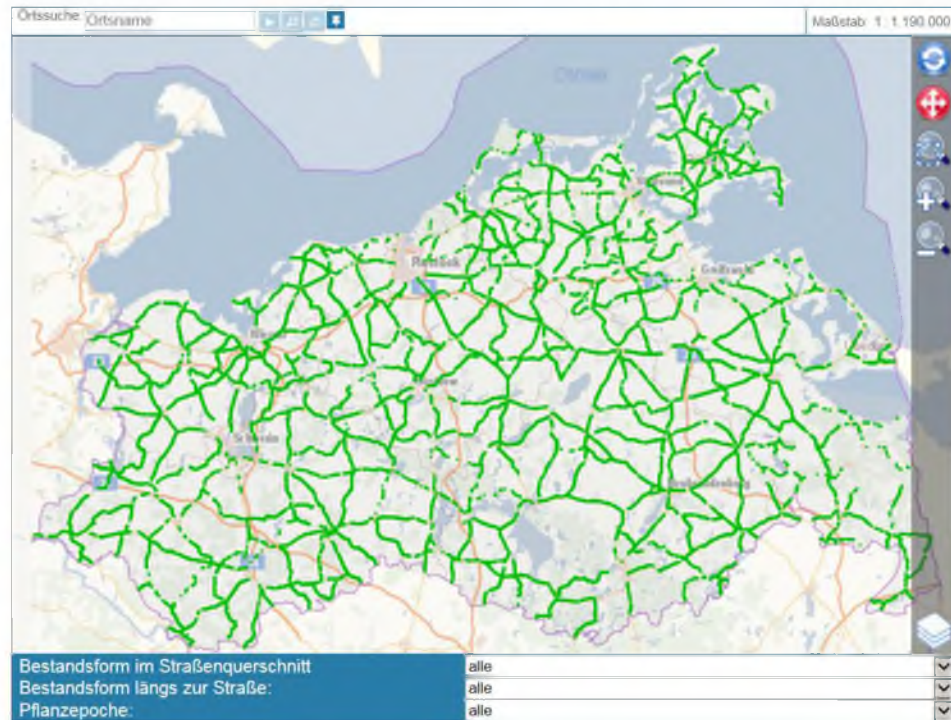 Ortssuche: Ortsname
Maßstab: 1 : 1.190.000
Ostsee
Rostock
Greifswald
Wismar
Schwerin
Neubrandenburg
Bestandsform im Straßenquerschnitt alle
Bestandsform längs zur Straße: alle
Pflanzepoche: alle